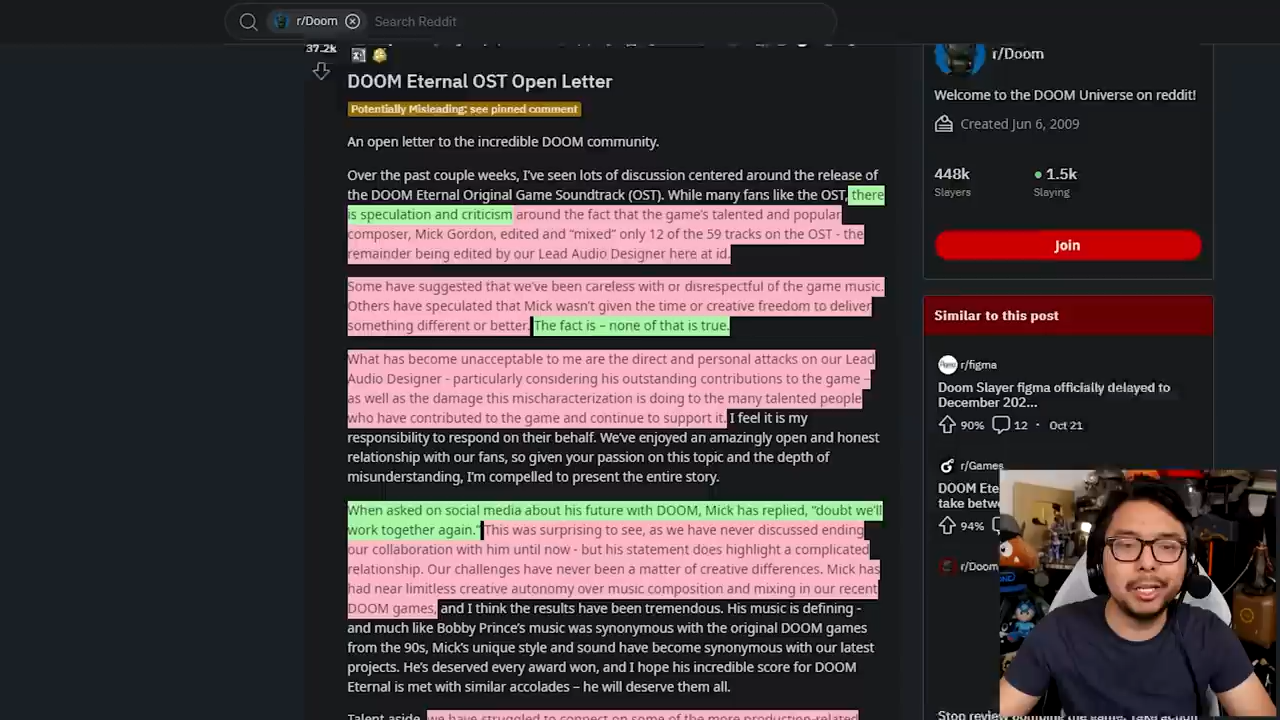 r/Doom
Search Reddit
37.2k
DOOM Eternal OST Open Letter
Potentially Misleading: see pinned comment
An open letter to the incredible DOOM community.
Over the past couple weeks, I've seen lots of discussion centered around the release of
the DOOM Eternal Original Game Soundtrack (OST). While many fans like the OST, there
is speculation and criticism around the fact that the game's talented and popular
composer, Mick Gordon, edited and “mixed” only 12 of the 59 tracks on the OST - the
remainder being edited by our Lead Audio Designer here at id.
Some have suggested that we've been careless with or disrespectful of the game music.
Others have speculated that Mick wasn't given the time or creative freedom to deliver
something different or better. The fact is – none of that is true.
What has become unacceptable to me are the direct and personal attacks on our Lead
Audio Designer - particularly considering his outstanding contributions to the game –
as well as the damage this mischaracterization is doing to the many talented people
who have contributed to the game and continue to support it. I feel it is my
responsibility to respond on their behalf. We've enjoyed an amazingly open and honest
relationship with our fans, so given your passion on this topic and the depth of
misunderstanding, I'm compelled to present the entire story.
When asked on social media about his future with DOOM, Mick has replied, “doubt we'll
work together again.” This was surprising to see, as we have never discussed ending
our collaboration with him until now - but his statement does highlight a complicated
relationship. Our challenges have never been a matter of creative differences. Mick has
had near limitless creative autonomy over music composition and mixing in our recent
DOOM games, and I think the results have been tremendous. His music is defining -
and much like Bobby Prince's music was synonymous with the original DOOM games
from the 90s, Mick's unique style and sound have become synonymous with our latest
projects. He's deserved every award won, and I hope his incredible score for DOOM
Eternal is met with similar accolades – he will deserve them all.
Talent aside, we have struggled to connect on some of the more production-related
r/Doom
Welcome to the DOOM Universe on reddit!
Created Jun 6, 2009
448k
1.5k
Slayers
Slaying
Join
Similar to this post
r/figma
Doom Slayer figma officially delayed to
December 202...
90% 12 · Oct 21
r/Games
DOOM Ete
take betw
94%
r/Doom